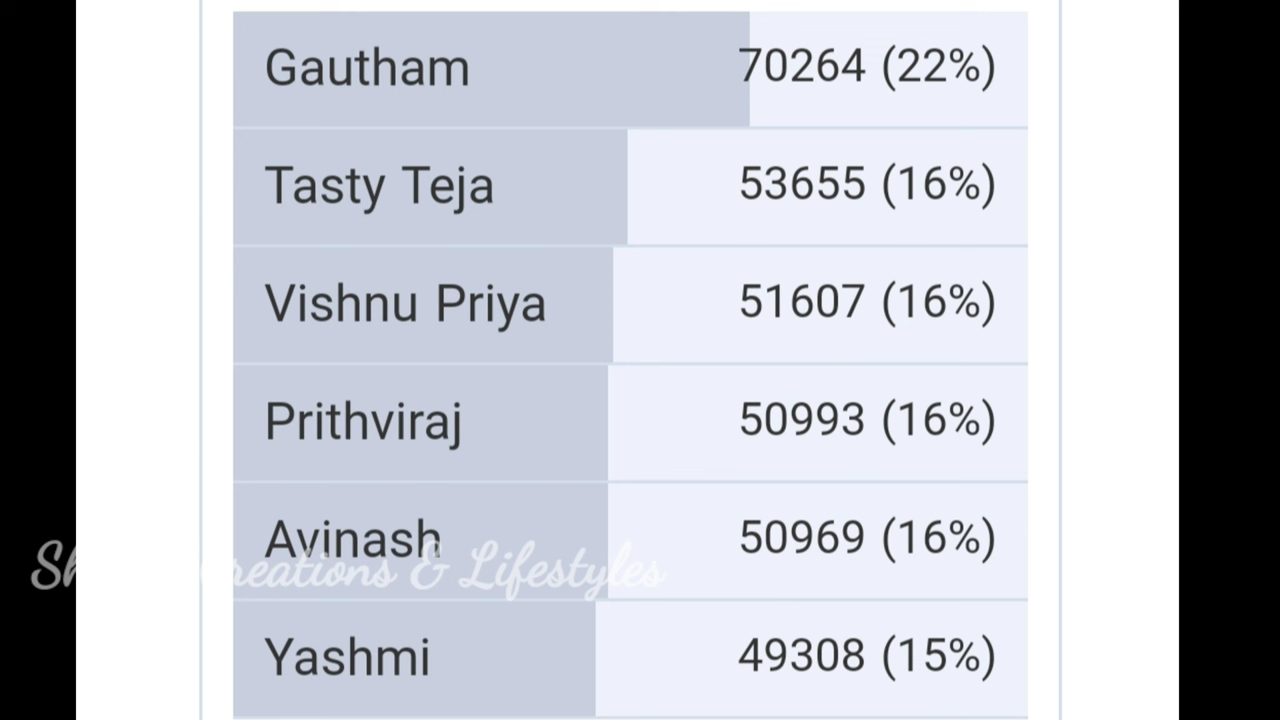 Gautham 70264 (22%)
Tasty Teja 53655 (16%)
Vishnu Priya 51607 (16%)
Prithviraj 50993 (16%)
Avinash 50969 (16%)
& Lifestyles
Yashmi 49308 (15%)